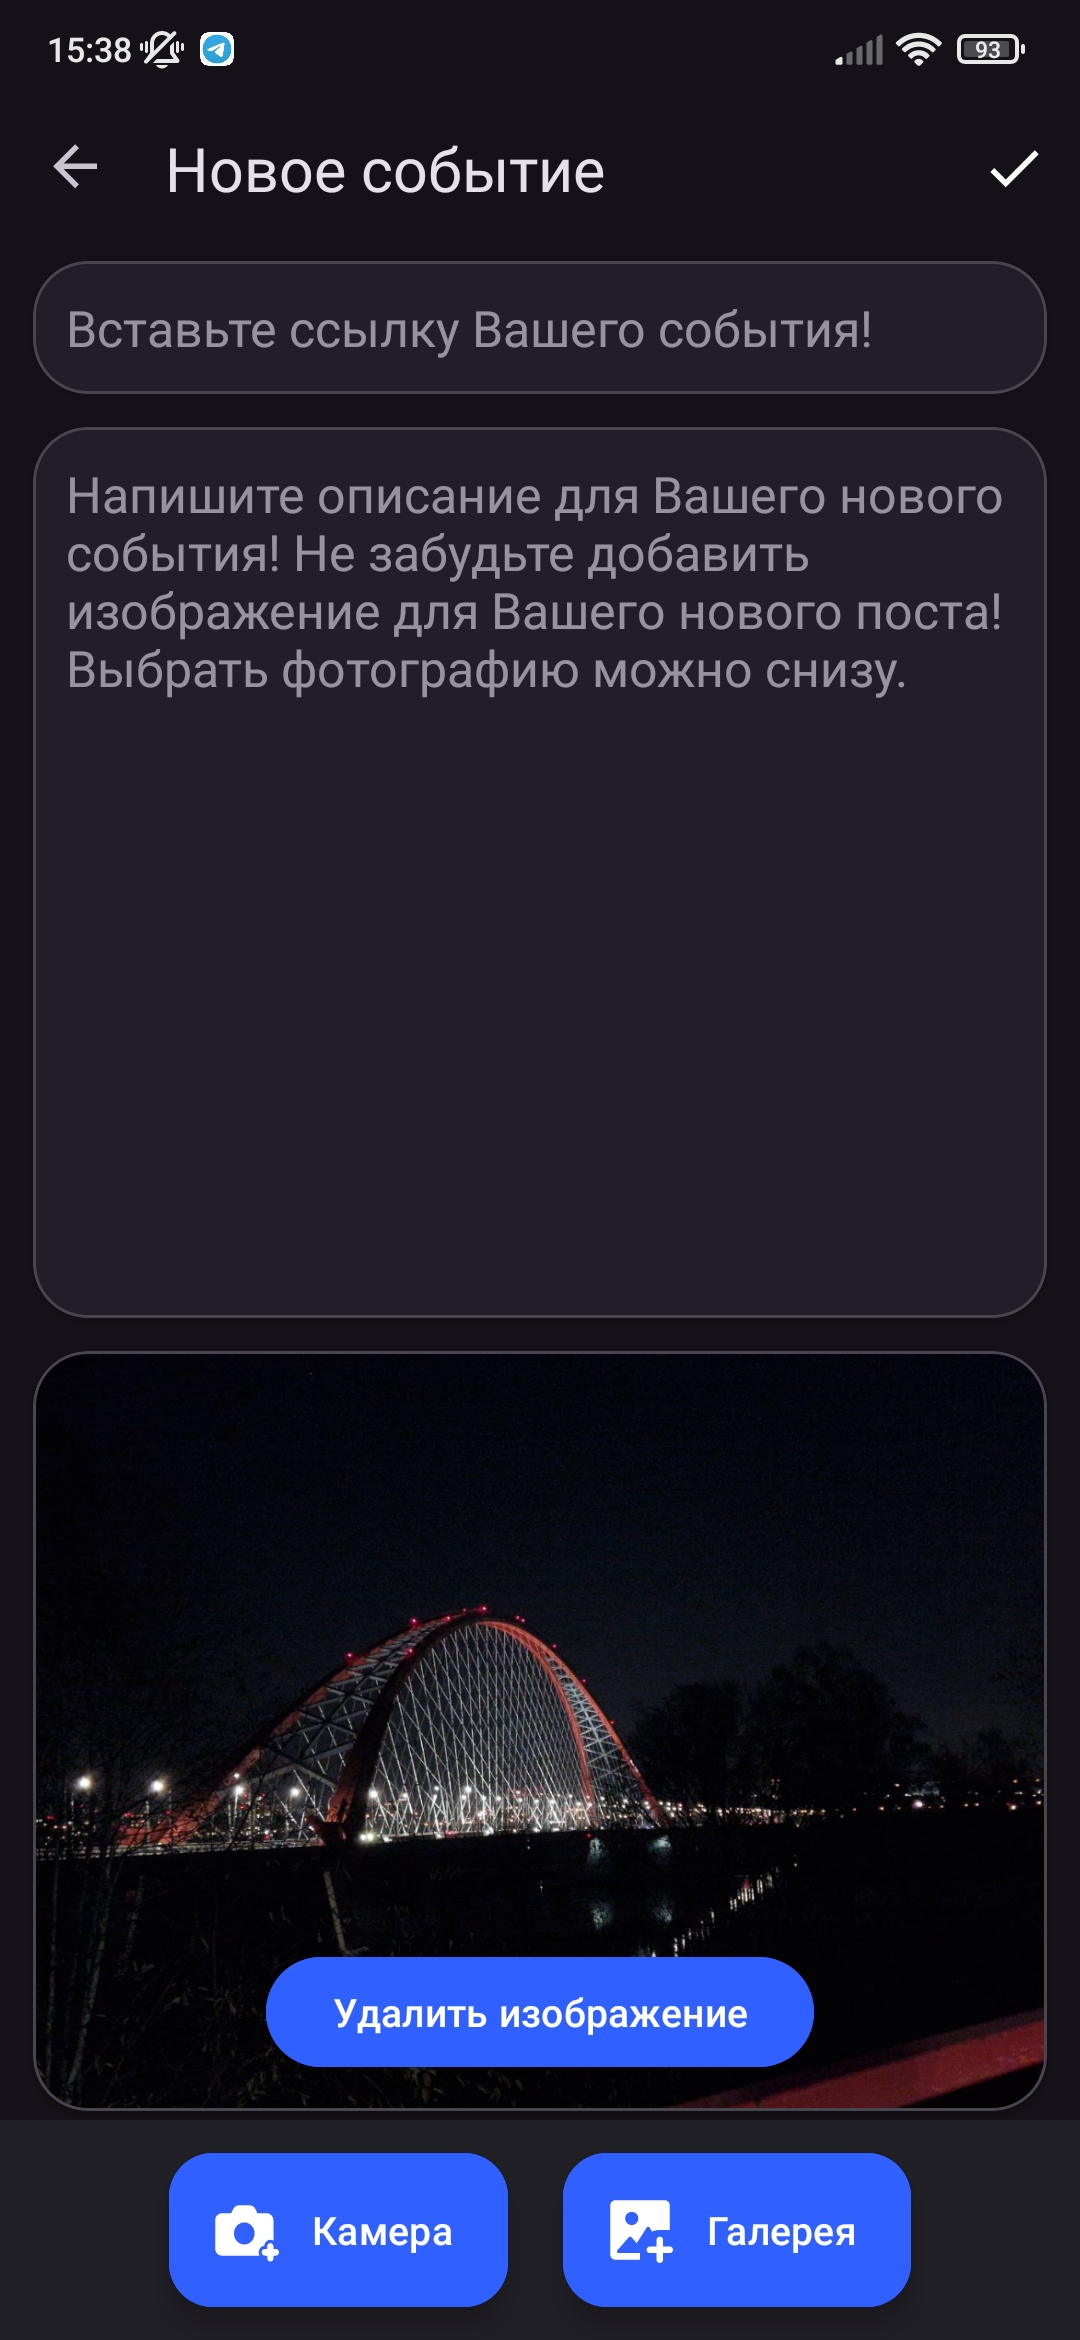 15:38
93
Новое событие
Вставьте ссылку Вашего события!
Напишите описание для Вашего нового
события! Не забудьте добавить
изображение для Вашего нового поста!
Выбрать фотографию можно снизу.
Удалить изображение
Камера
Галерея